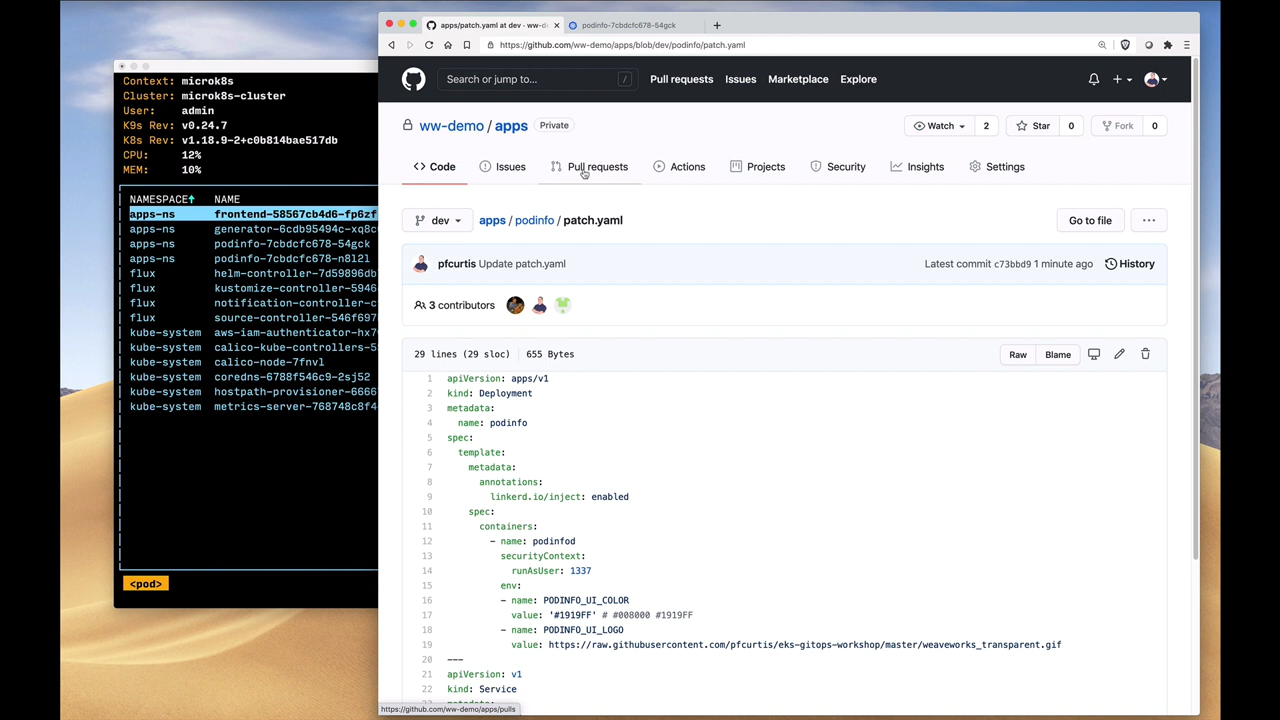 Context: microk8s
Cluster: microk8s-cluster
User: admin
K9s Rev: v0.24.7
K8s Rev: v1.18.9-2+c0b814bae517db
CPU: 12%
MEM: 10%
NAMESPACE↑ NAME
apps-ns frontend-58567cb4d6-fp6zf
apps-ns generator-6cdb95494c-xq8c
apps-ns podinfo-7cbdcfc678-54gck
apps-ns podinfo-7cbdcfc678-n8l2l
flux helm-controller-7d59896db
flux kustomize-controller-5946
flux notification-controller-c
flux source-controller-546f697
kube-system aws-iam-authenticator-hx7
kube-system calico-kube-controllers-5
kube-system calico-node-7fnvl
kube-system coredns-6788f546c9-2sj52
kube-system hostpath-provisioner-6666
kube-system metrics-server-768748c8f4
<pod>
apps/patch.yaml at dev · ww-d
podinfo-7cbdcfc678-54gck
https://github.com/ww-demo/apps/blob/dev/podinfo/patch.yaml
Search or jump to... /
Pull requests Issues Marketplace Explore
ww-demo / apps Private
Watch 2 Star 0 Fork 0
Code Issues Pull requests Actions Projects Security Insights Settings
dev apps / podinfo / patch.yaml Go to file ...
pfcurtis Update patch.yaml Latest commit c73bbd9 1 minute ago History
3 contributors
29 lines (29 sloc) 655 Bytes Raw Blame
1 apiVersion: apps/v1
2 kind: Deployment
3 metadata:
4 name: podinfo
5 spec:
6 template:
7 metadata:
8 annotations:
9 linkerd.io/inject: enabled
10 spec:
11 containers:
12 - name: podinfod
13 securityContext:
14 runAsUser: 1337
15 env:
16 - name: PODINFO_UI_COLOR
17 value: '#1919FF' # #008000 #1919FF
18 - name: PODINFO_UI_LOGO
19 value: https://raw.githubusercontent.com/pfcurtis/eks-gitops-workshop/master/weaveworks_transparent.gif
20 ---
21 apiVersion: v1
22 kind: Service
https://github.com/ww-demo/apps/pulls